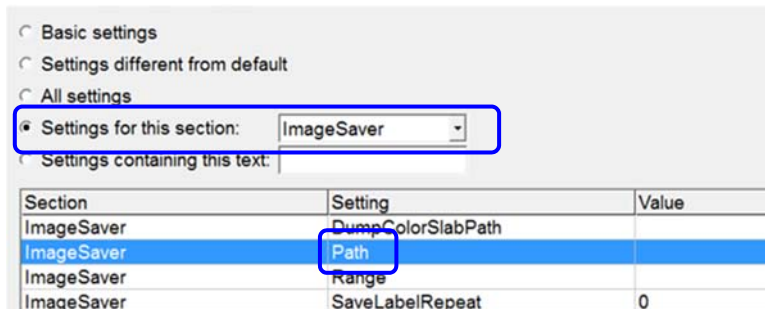 Basic settings
Settings different from default
All settings
Settings for this section: ImageSaver
Settings containing this text:
Section Setting Value
ImageSaver DumpColorSlabPath
ImageSaver Path
ImageSaver Range
ImageSaver SaveLabelRepeat 0